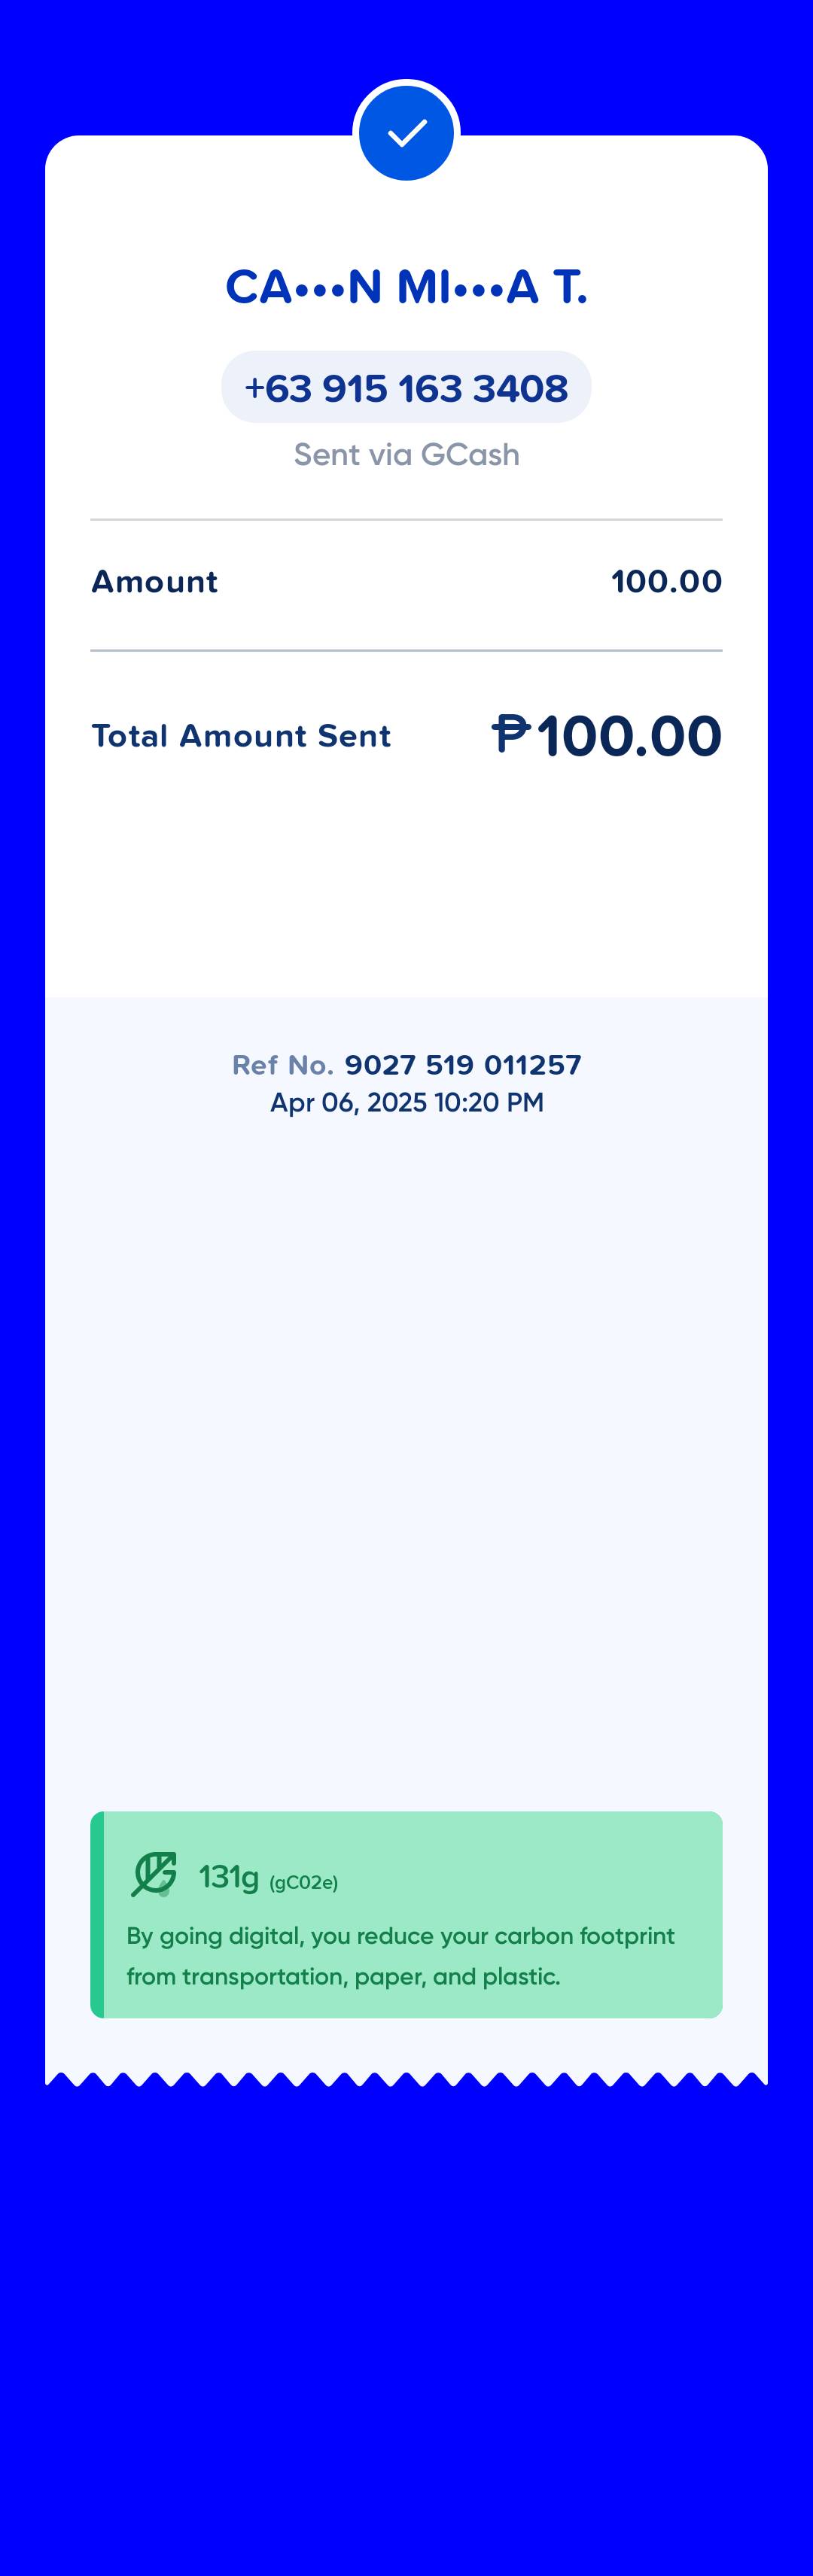 CA•••N MI•••A T.
+63 915 163 3408
Sent via GCash
Amount 100.00
Total Amount Sent ₱100.00
Ref No. 9027 519 011257
Apr 06, 2025 10:20 PM
131g (gC02e)
By going digital, you reduce your carbon footprint
from transportation, paper, and plastic.